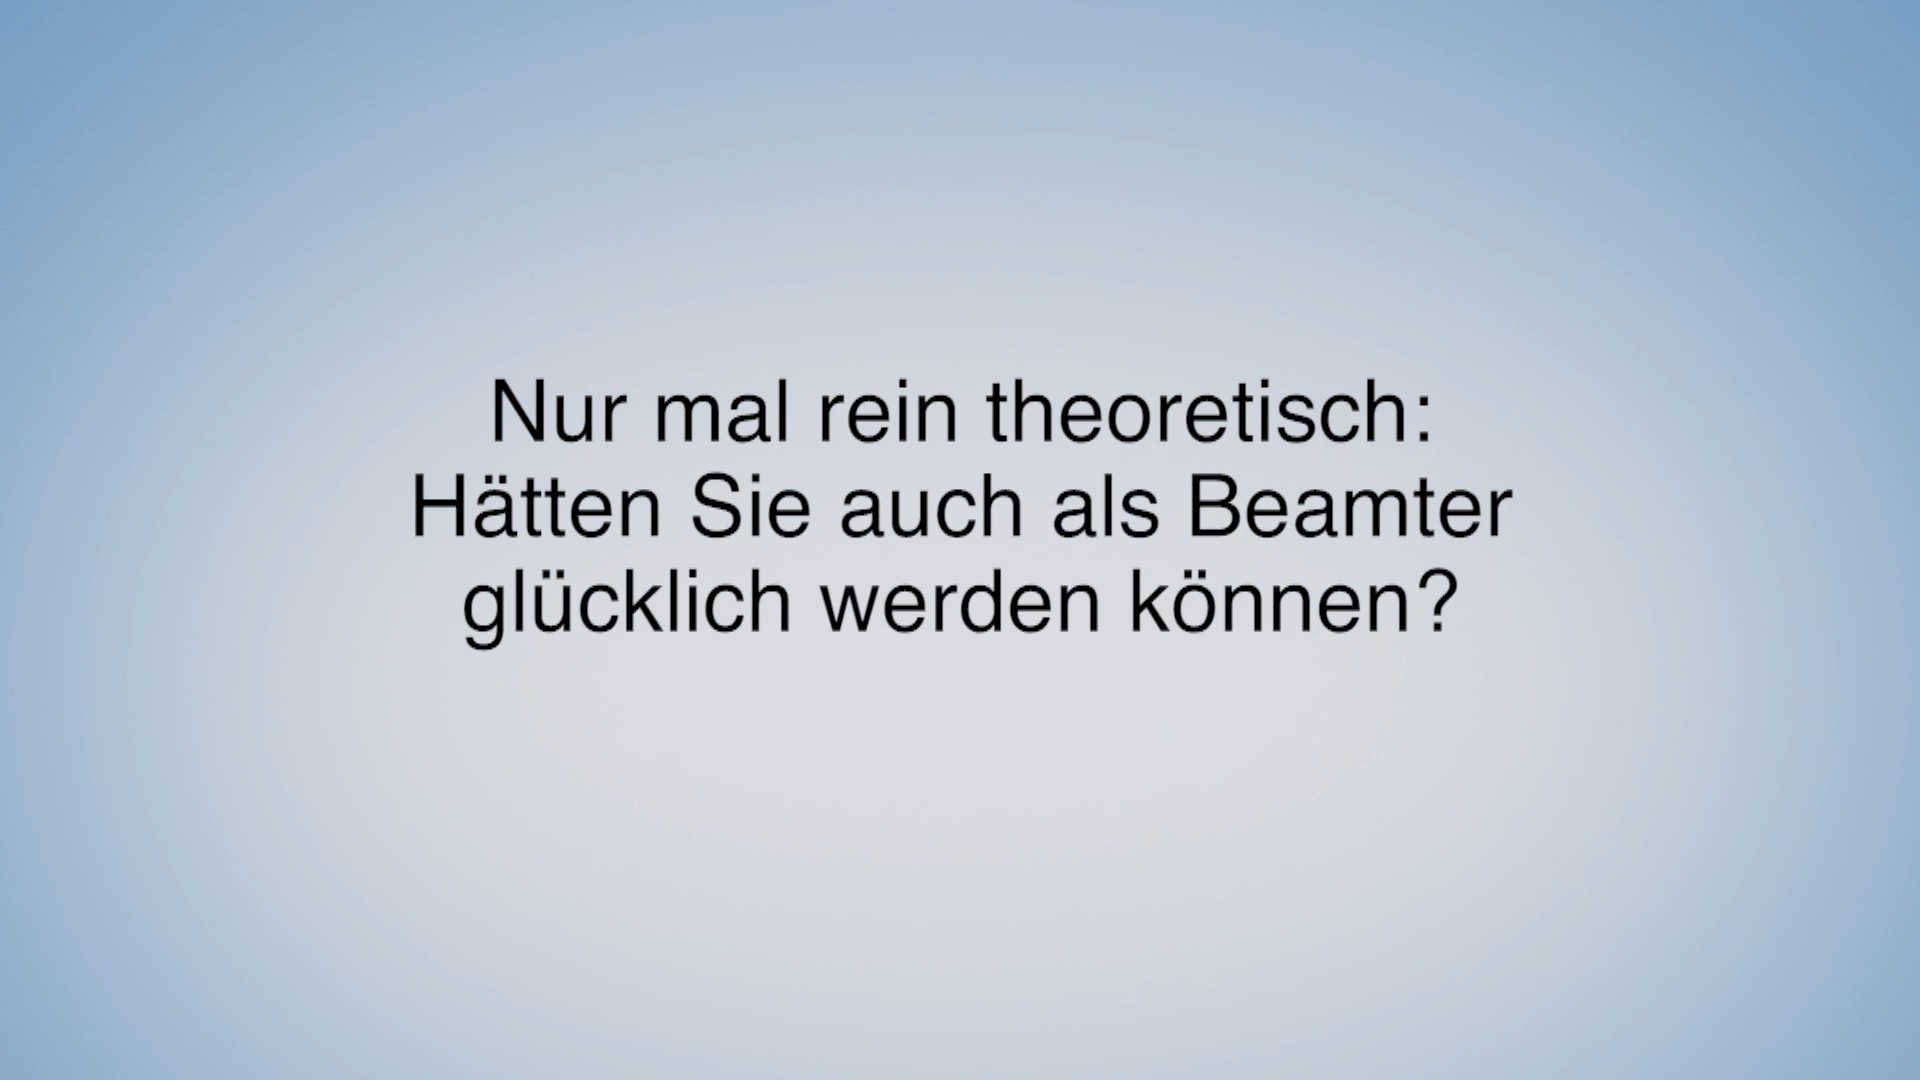 Nur mal rein theoretisch:
Hätten Sie auch als Beamter
glücklich werden können?